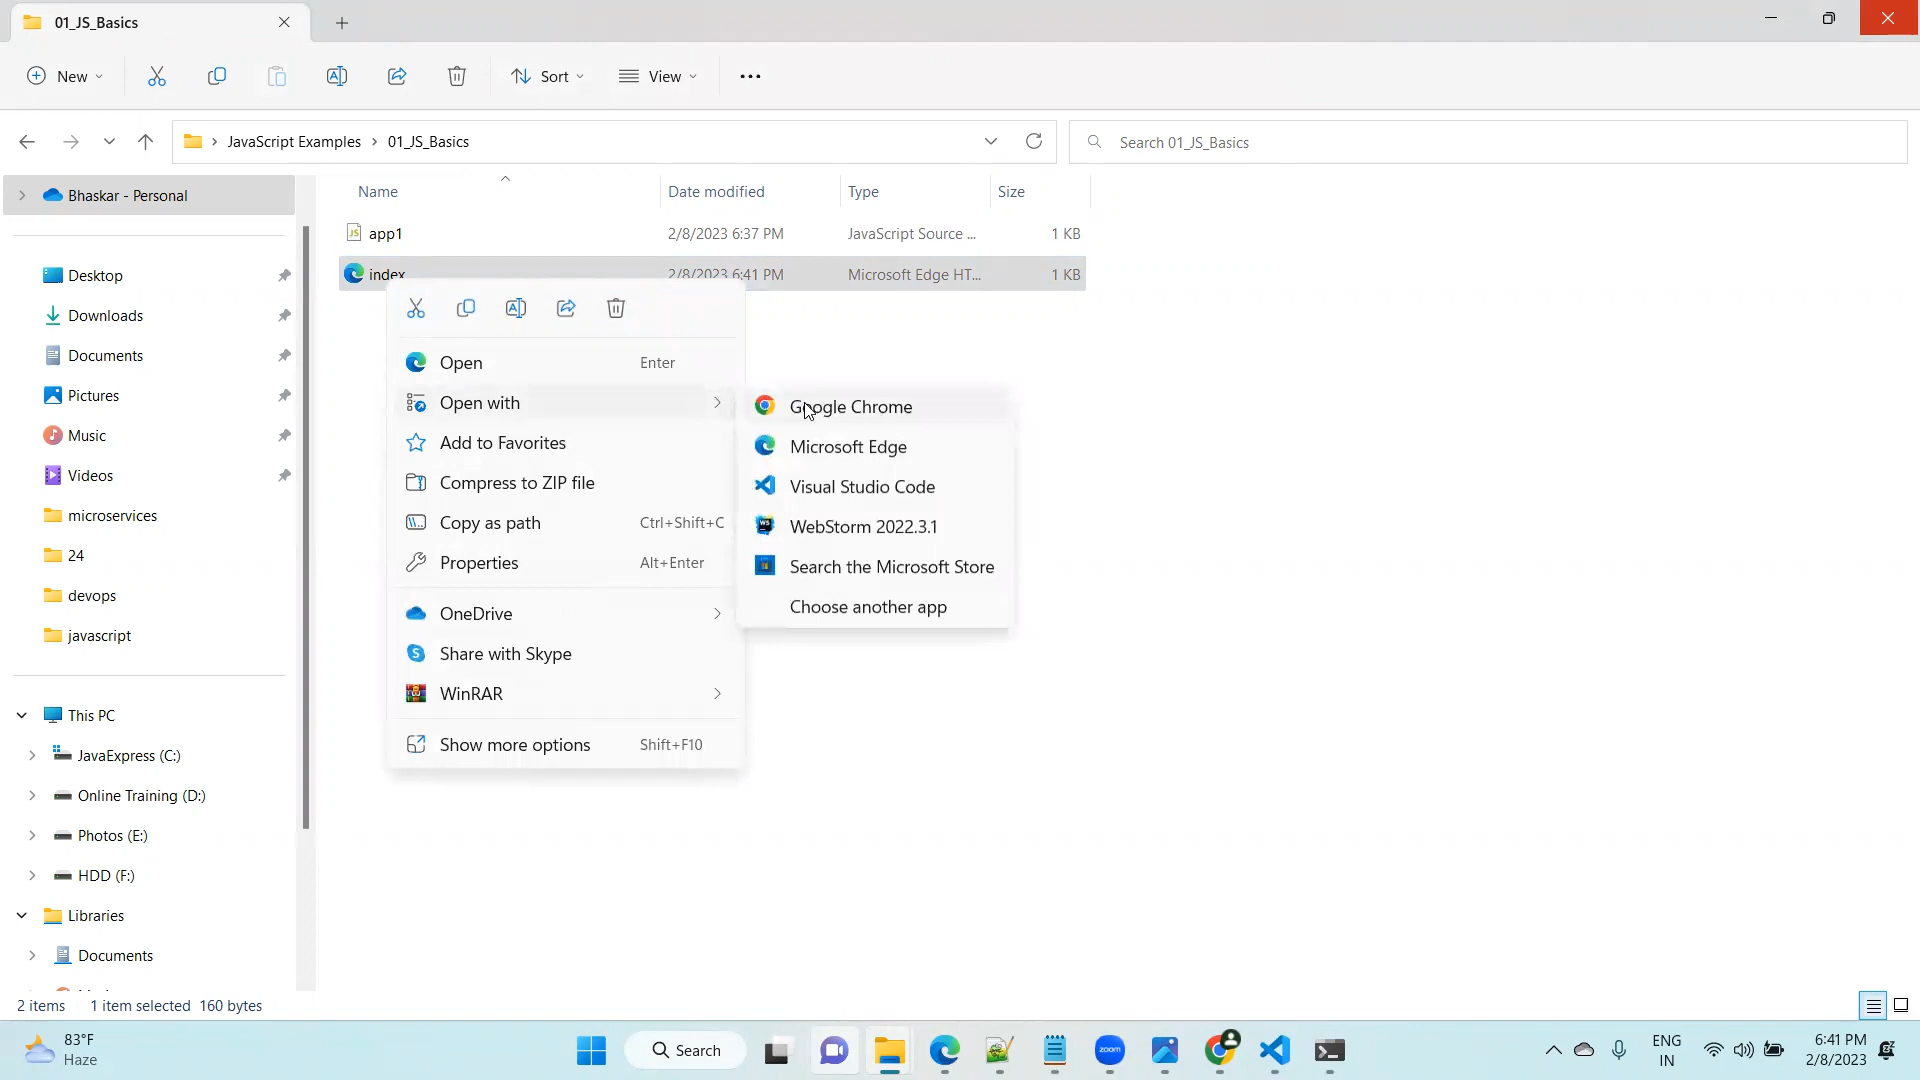 01_JS_Basics
New
Sort
View
JavaScript Examples
01_JS_Basics
Search 01_JS_Basics
Bhaskar - Personal
Desktop
Downloads
Documents
Pictures
Music
Videos
microservices
24
devops
javascript
This PC
JavaExpress (C:)
Online Training (D:)
Photos (E:)
HDD (F:)
Libraries
Documents
Name Date modified Type Size
app1 2/8/2023 6:37 PM JavaScript Source ... 1 KB
index 2/8/2023 6:41 PM Microsoft Edge HT... 1 KB
Open Enter
Open with
Add to Favorites
Compress to ZIP file
Copy as path Ctrl+Shift+C
Properties Alt+Enter
OneDrive
Share with Skype
WinRAR
Show more options Shift+F10
Google Chrome
Microsoft Edge
Visual Studio Code
WebStorm 2022.3.1
Search the Microsoft Store
Choose another app
2 items 1 item selected 160 bytes
83°F
Haze
Search
zoom
ENG
IN
6:41 PM
2/8/2023